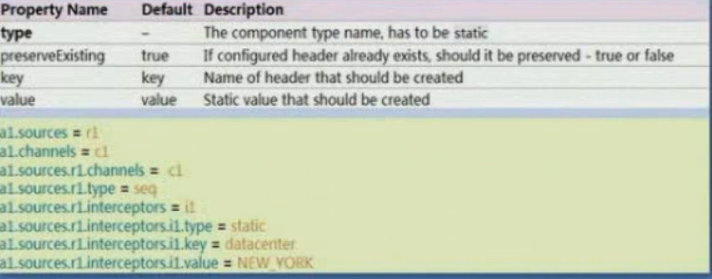 Property Name Default Description
type – The component type name, has to be static
preserveExisting true If configured header already exists, should it be preserved - true or false
key key Name of header that should be created
value value Static value that should be created
a1.sources = r1
a1.channels = c1
a1.sources.r1.channels = c1
a1.sources.r1.type = seq
a1.sources.r1.interceptors = i1
a1.sources.r1.interceptors.i1.type = static
a1.sources.r1.interceptors.i1.key = datacenter
a1.sources.r1.interceptors.i1.value = NEW_YORK